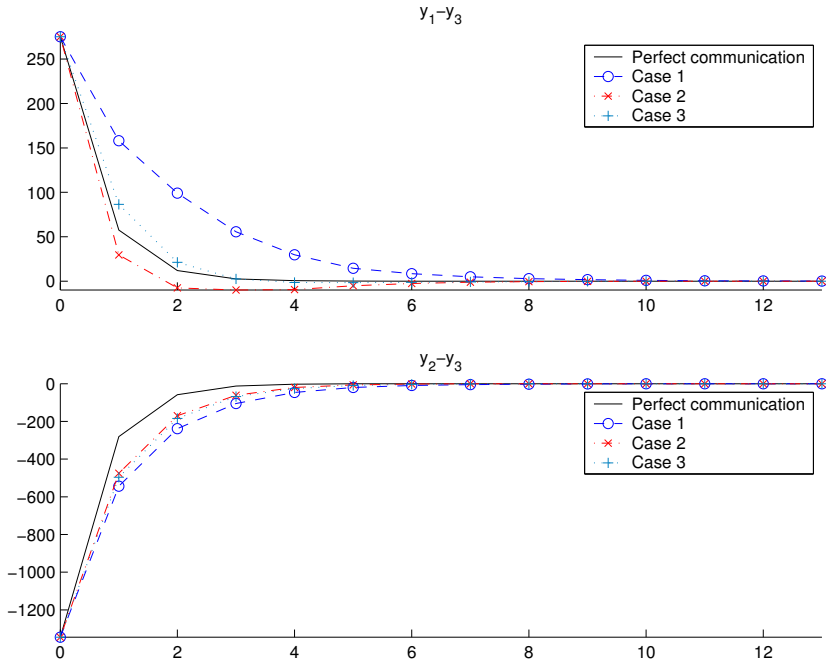 y1−y3
250
200
150
100
50
0
Perfect communication
Case 1
Case 2
Case 3
0 2 4 6 8 10 12
y2−y3
0
−200
−400
−600
−800
−1000
−1200
Perfect communication
Case 1
Case 2
Case 3
0 2 4 6 8 10 12